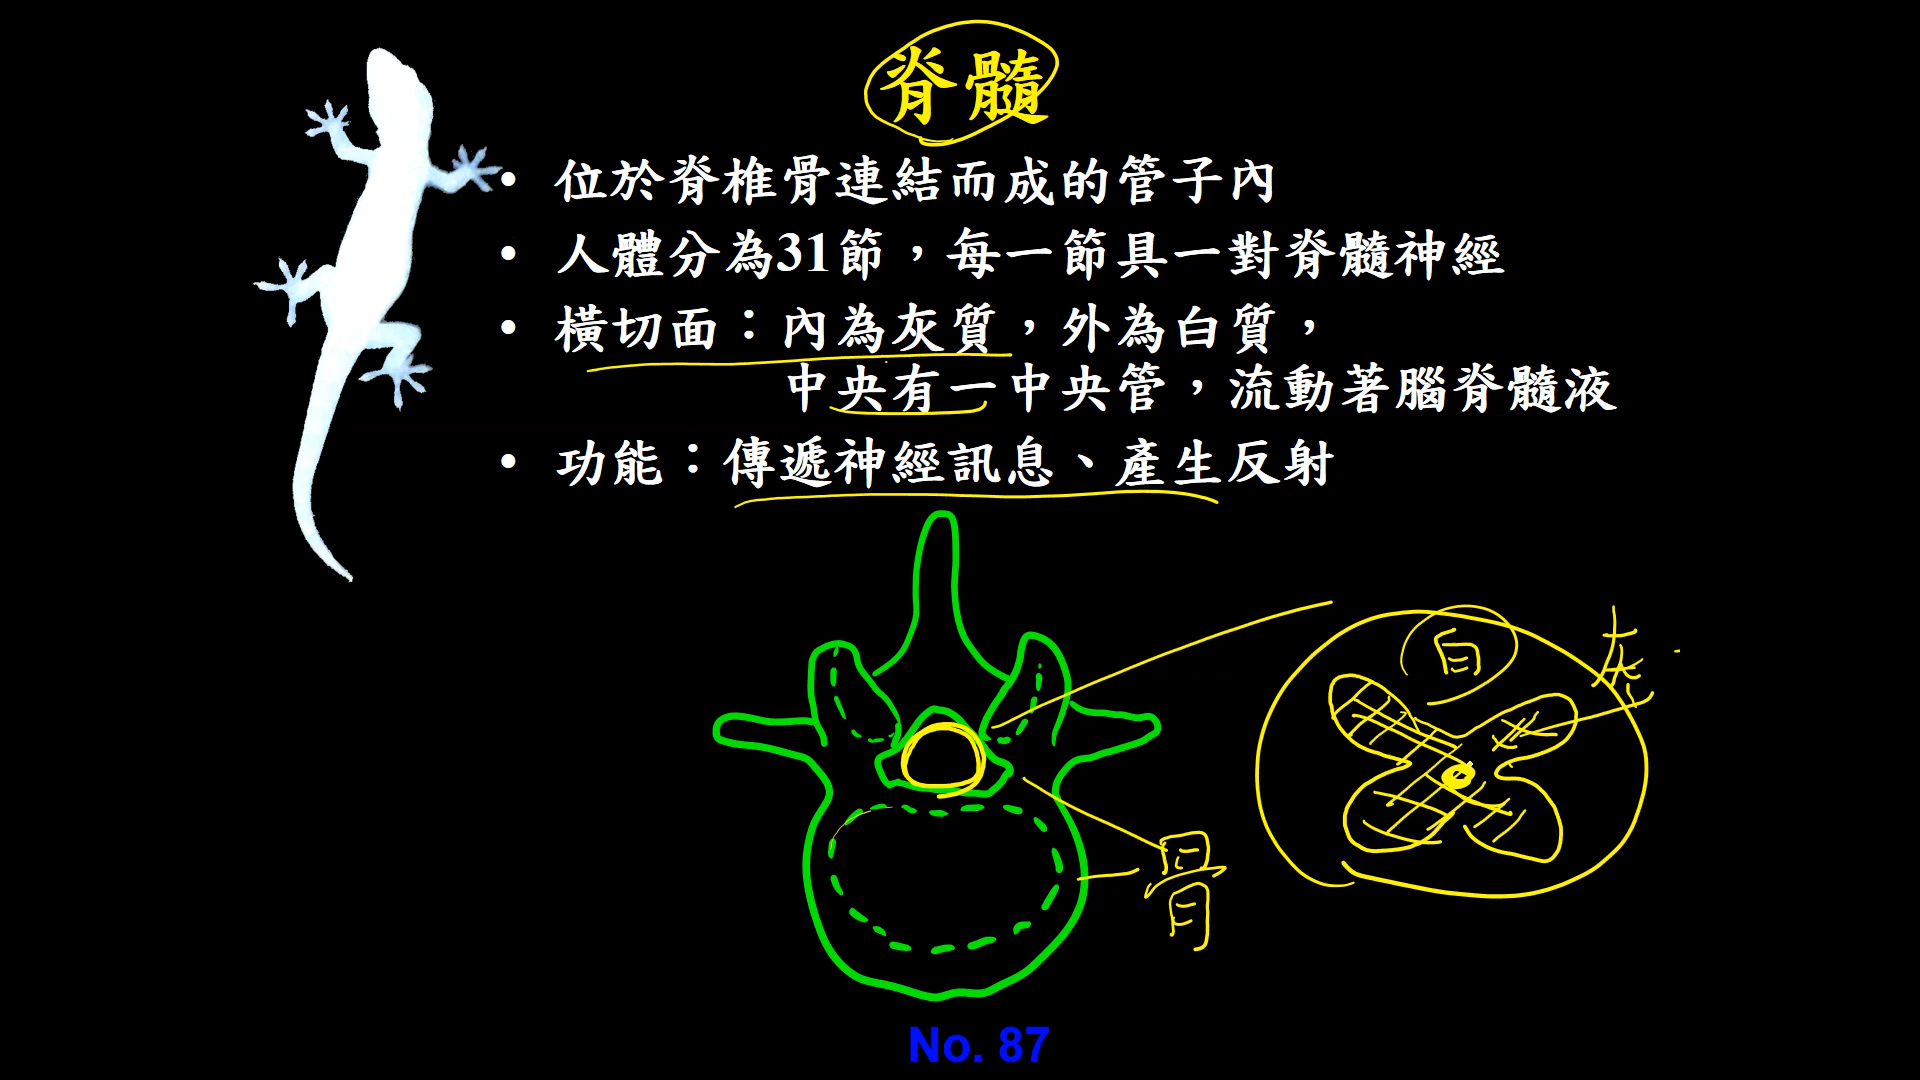 脊髓
• 位於脊椎骨連結而成的管子內
• 人體分為31節，每一節具一對脊髓神經
• 橫切面：內為灰質，外為白質，
中央有一中央管，流動著腦脊髓液
• 功能：傳遞神經訊息、產生反射
白
灰
骨
No. 87